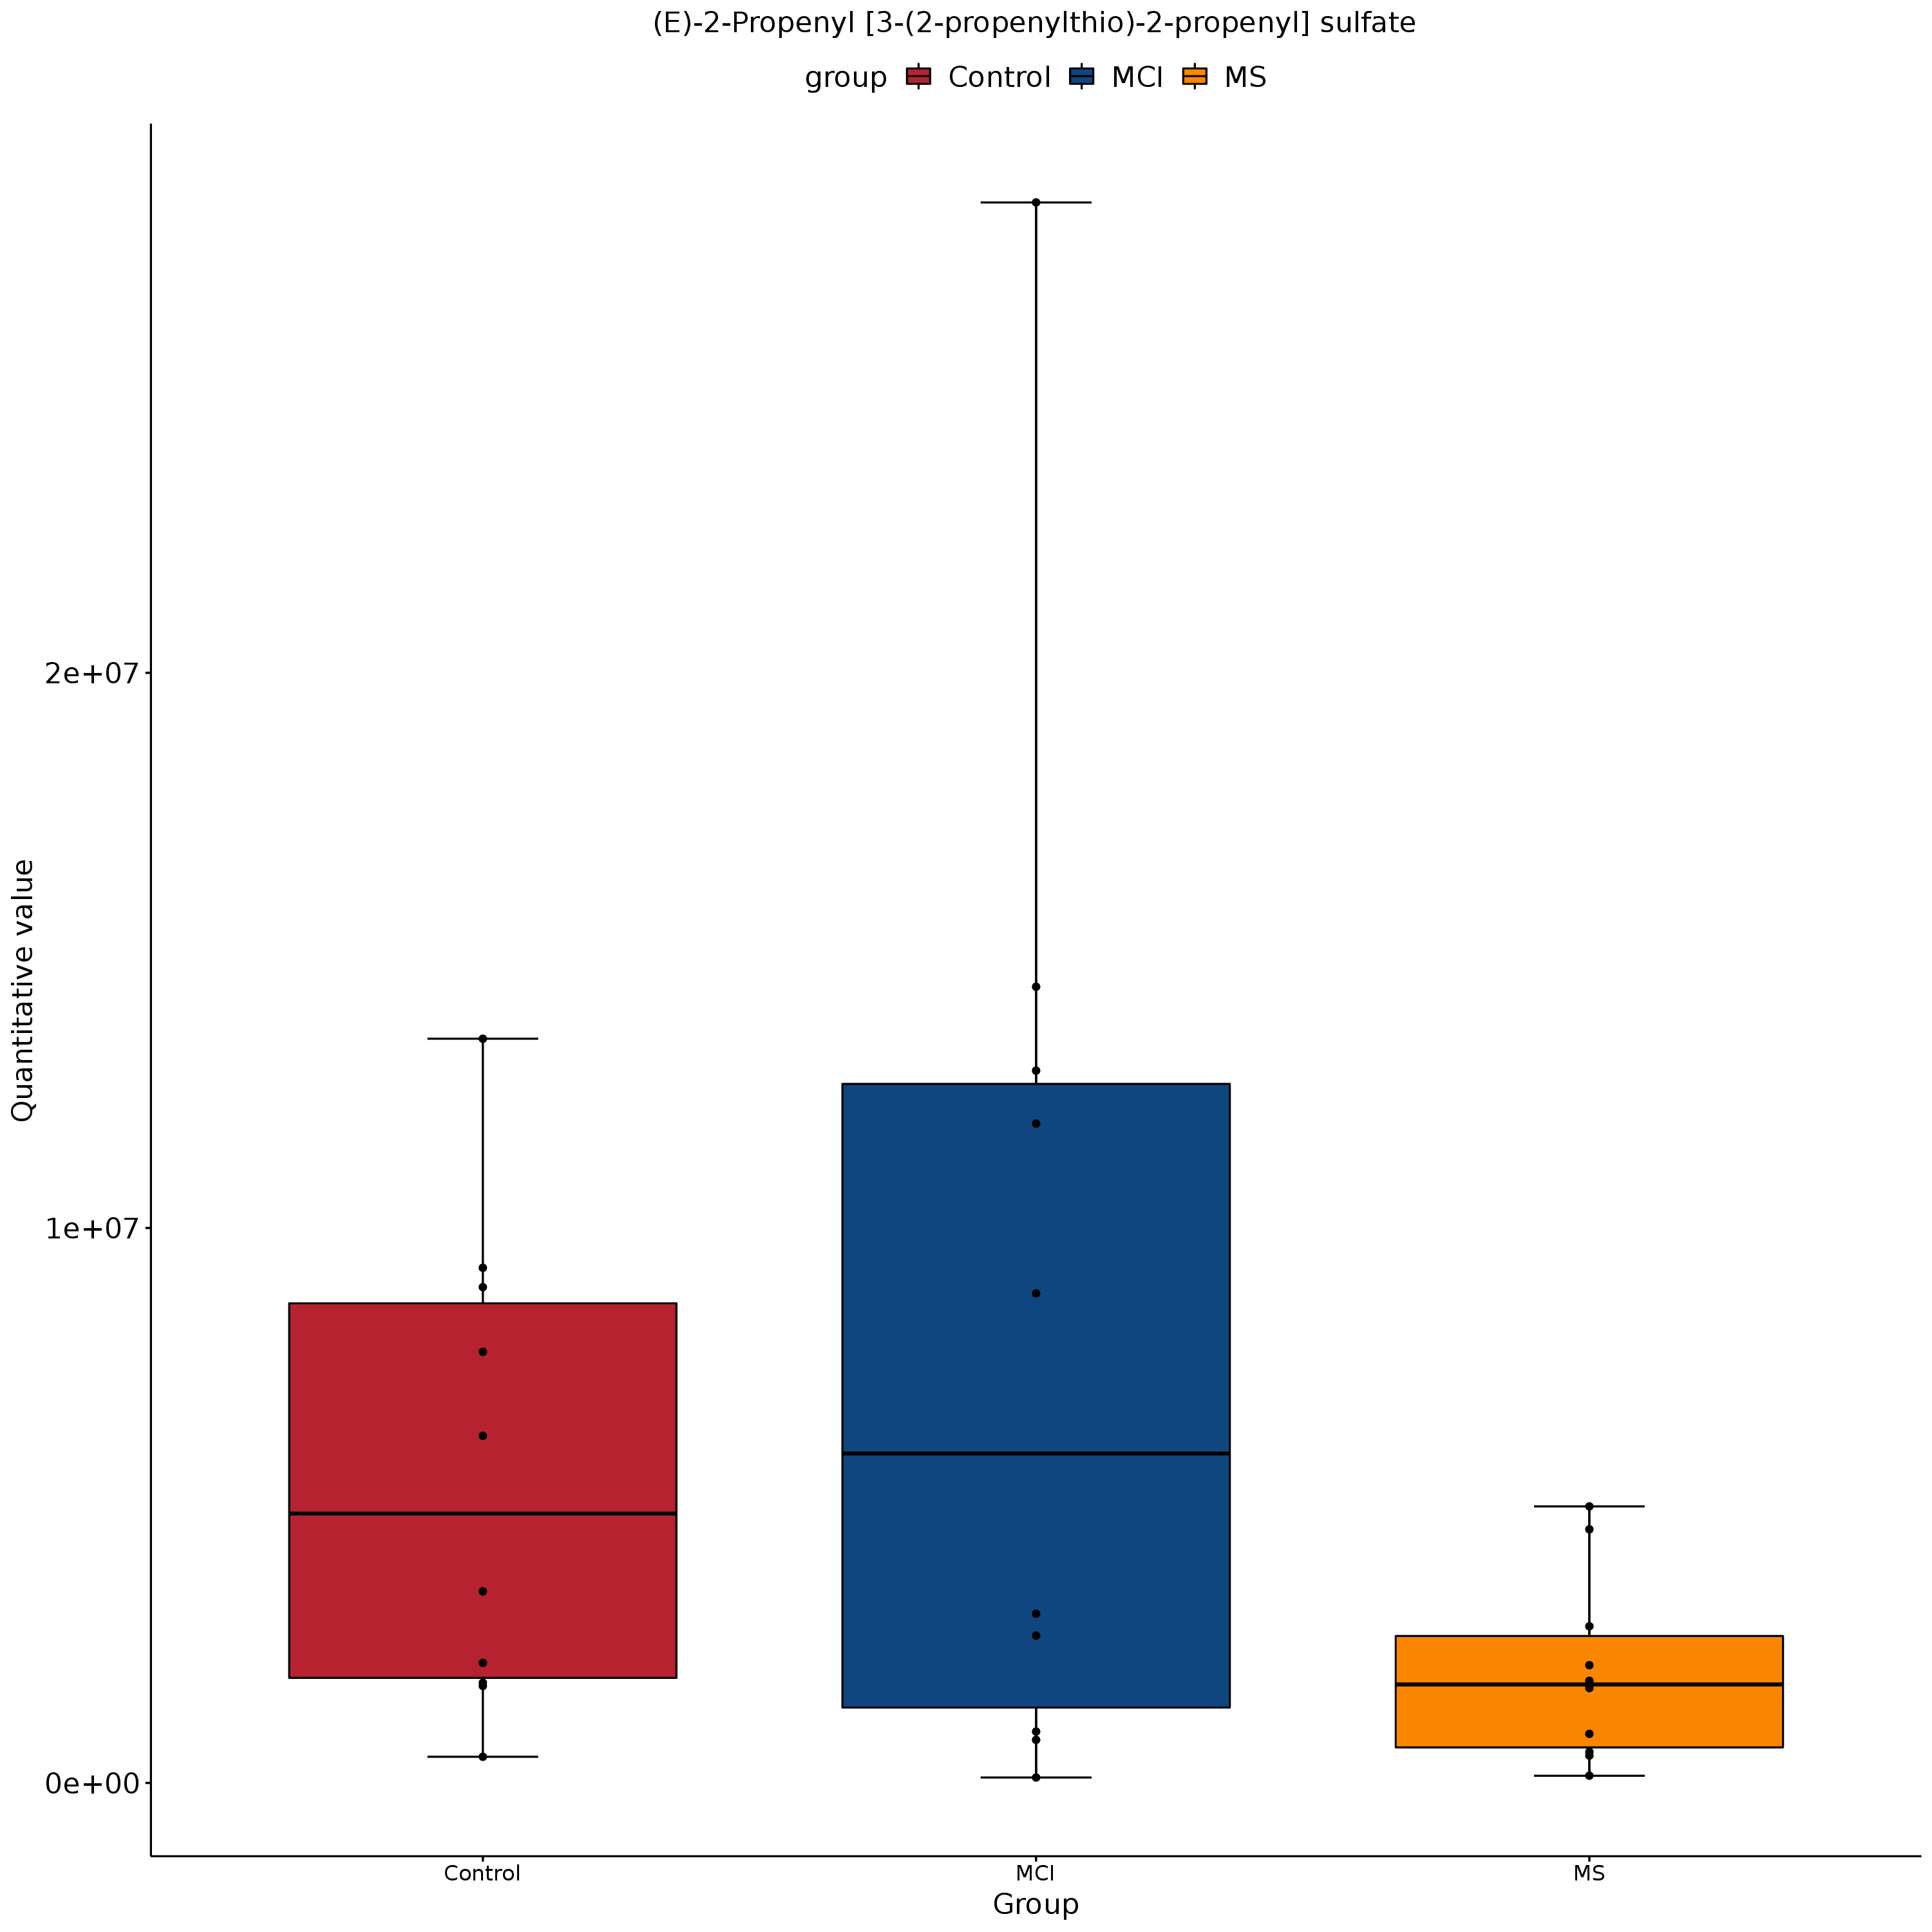 (E)-2-Propenyl [3-(2-propenylthio)-2-propenyl] sulfate
group Control MCI MS
Quantitative value
2e+07
1e+07
0e+00
Control MCI MS
Group